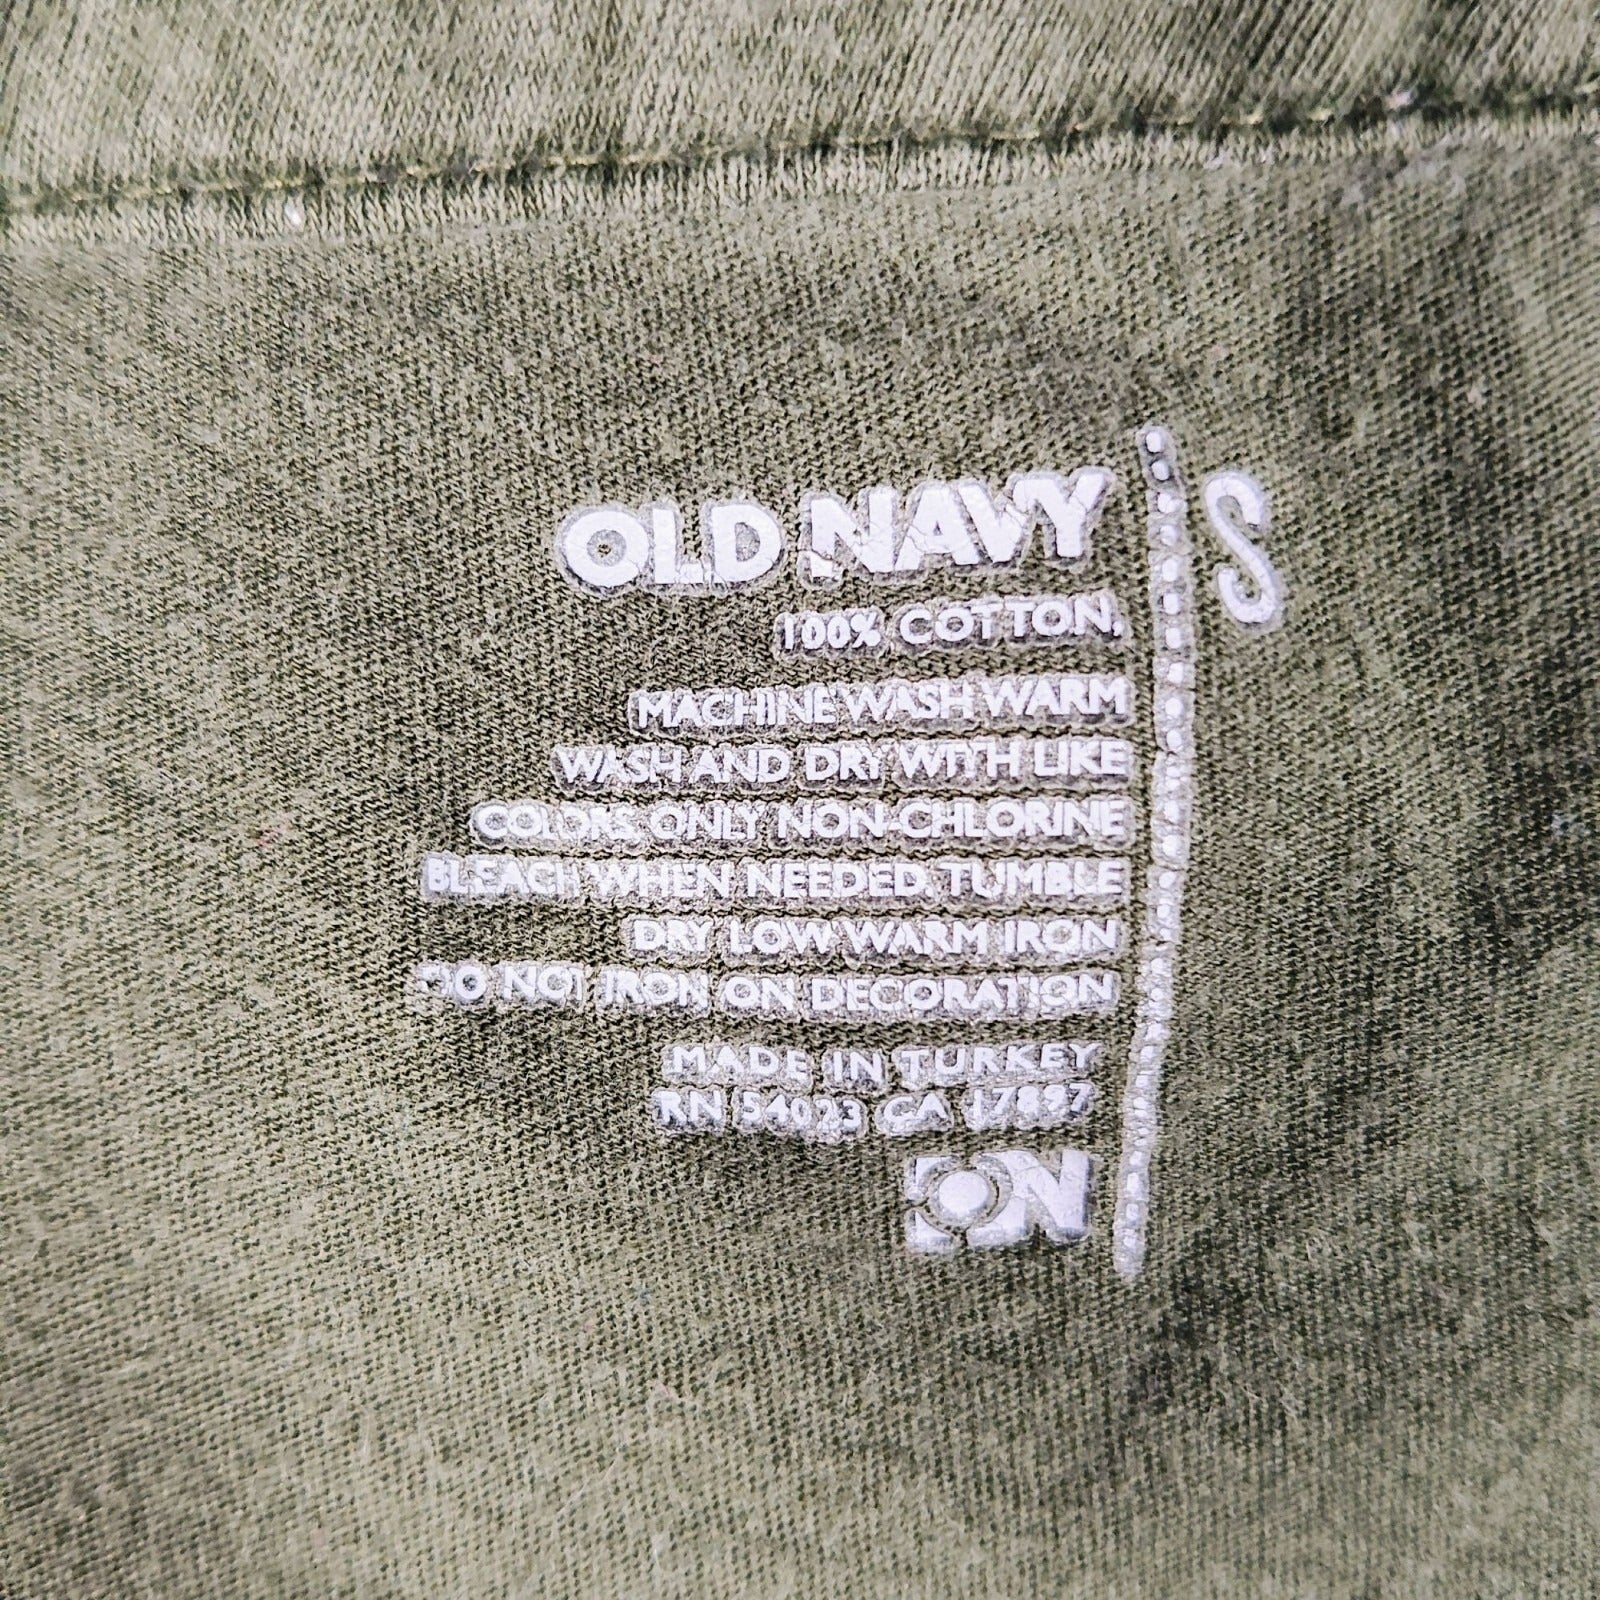 OLD NAVY
S
100% COTTON,
MACHINE WASH WARM
WASH AND DRY WITH LIKE
COLORS ONLY NON-CHLORINE
BLEACH WHEN NEEDED TUMBLE
DRY LOW WARM IRON
DO NOT IRON ON DECORATION
MADE IN TURKEY
RN 54023 CA 17897
ON